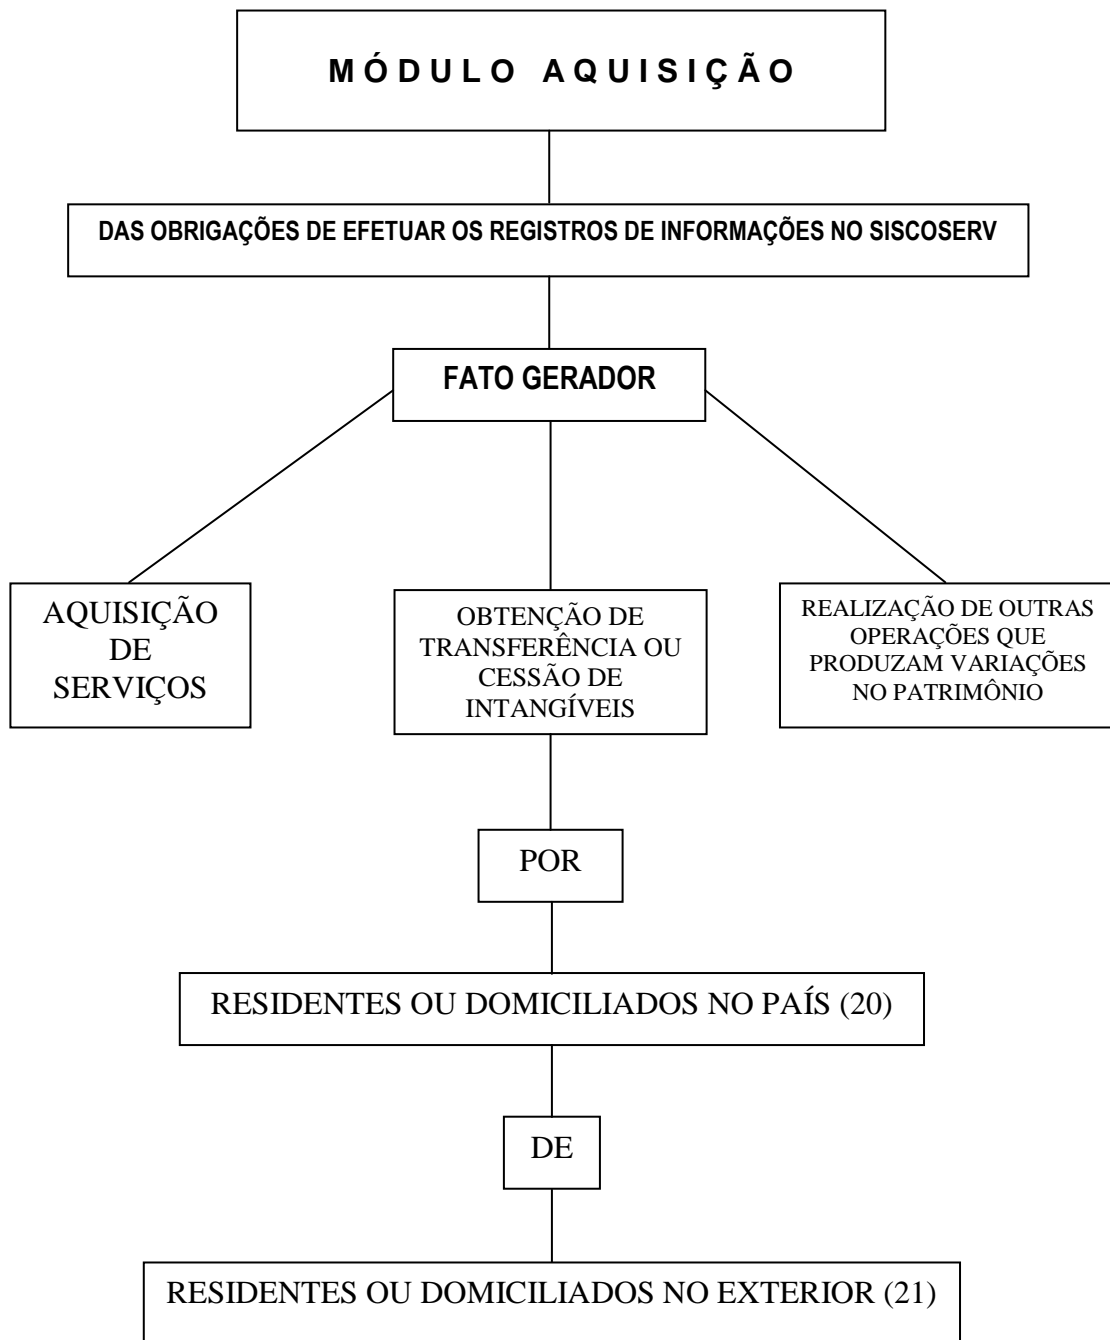 MÓDULO AQUISIÇÃO
DAS OBRIGAÇÕES DE EFETUAR OS REGISTROS DE INFORMAÇÕES NO SISCOSERV
FATO GERADOR
AQUISIÇÃO
DE
SERVIÇOS
OBTENÇÃO DE
TRANSFERÊNCIA OU
CESSÃO DE
INTANGÍVEIS
REALIZAÇÃO DE OUTRAS
OPERAÇÕES QUE
PRODUZAM VARIAÇÕES
NO PATRIMÔNIO
POR
RESIDENTES OU DOMICILIADOS NO PAÍS (20)
DE
RESIDENTES OU DOMICILIADOS NO EXTERIOR (21)